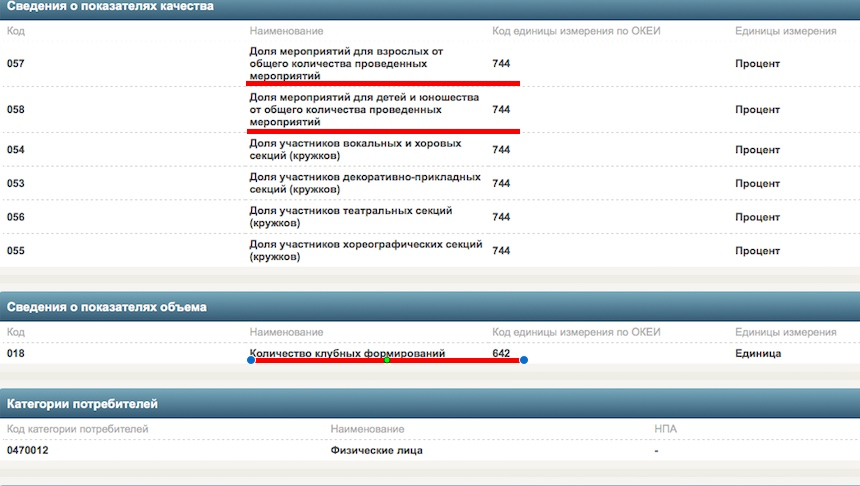 Сведения о показателях качества
Код Наименование Код единицы измерения по ОКЕИ Единицы измерения
057 Доля мероприятий для взрослых от общего количества проведенных мероприятий 744 Процент
058 Доля мероприятий для детей и юношества от общего количества проведенных мероприятий 744 Процент
054 Доля участников вокальных и хоровых секций (кружков) 744 Процент
053 Доля участников декоративно-прикладных секций (кружков) 744 Процент
056 Доля участников театральных секций (кружков) 744 Процент
055 Доля участников хореографических секций (кружков) 744 Процент
Сведения о показателях объема
Код Наименование Код единицы измерения по ОКЕИ Единицы измерения
018 Количество клубных формирований 642 Единица
Категории потребителей
Код категории потребителей Наименование НПА
0470012 Физические лица -